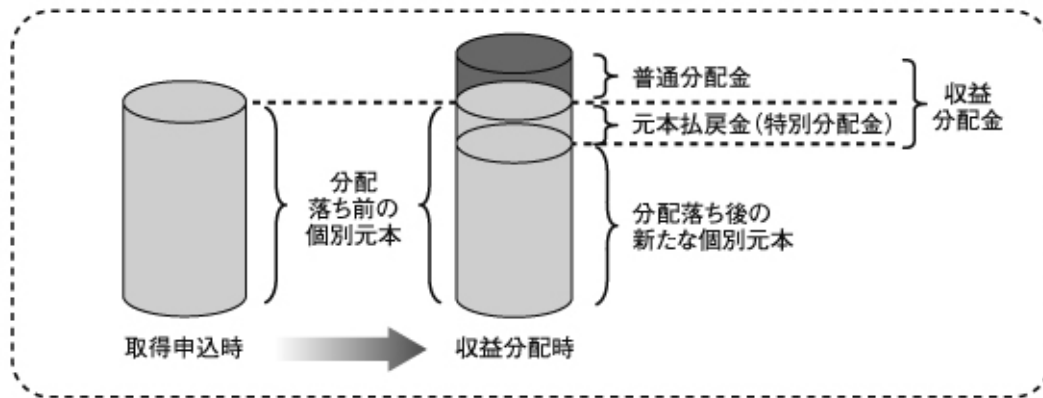 普通分配金
収益
分配金
元本払戻金(特別分配金)
分配
落ち前の
個別元本
分配落ち後の
新たな個別元本
取得申込時
収益分配時